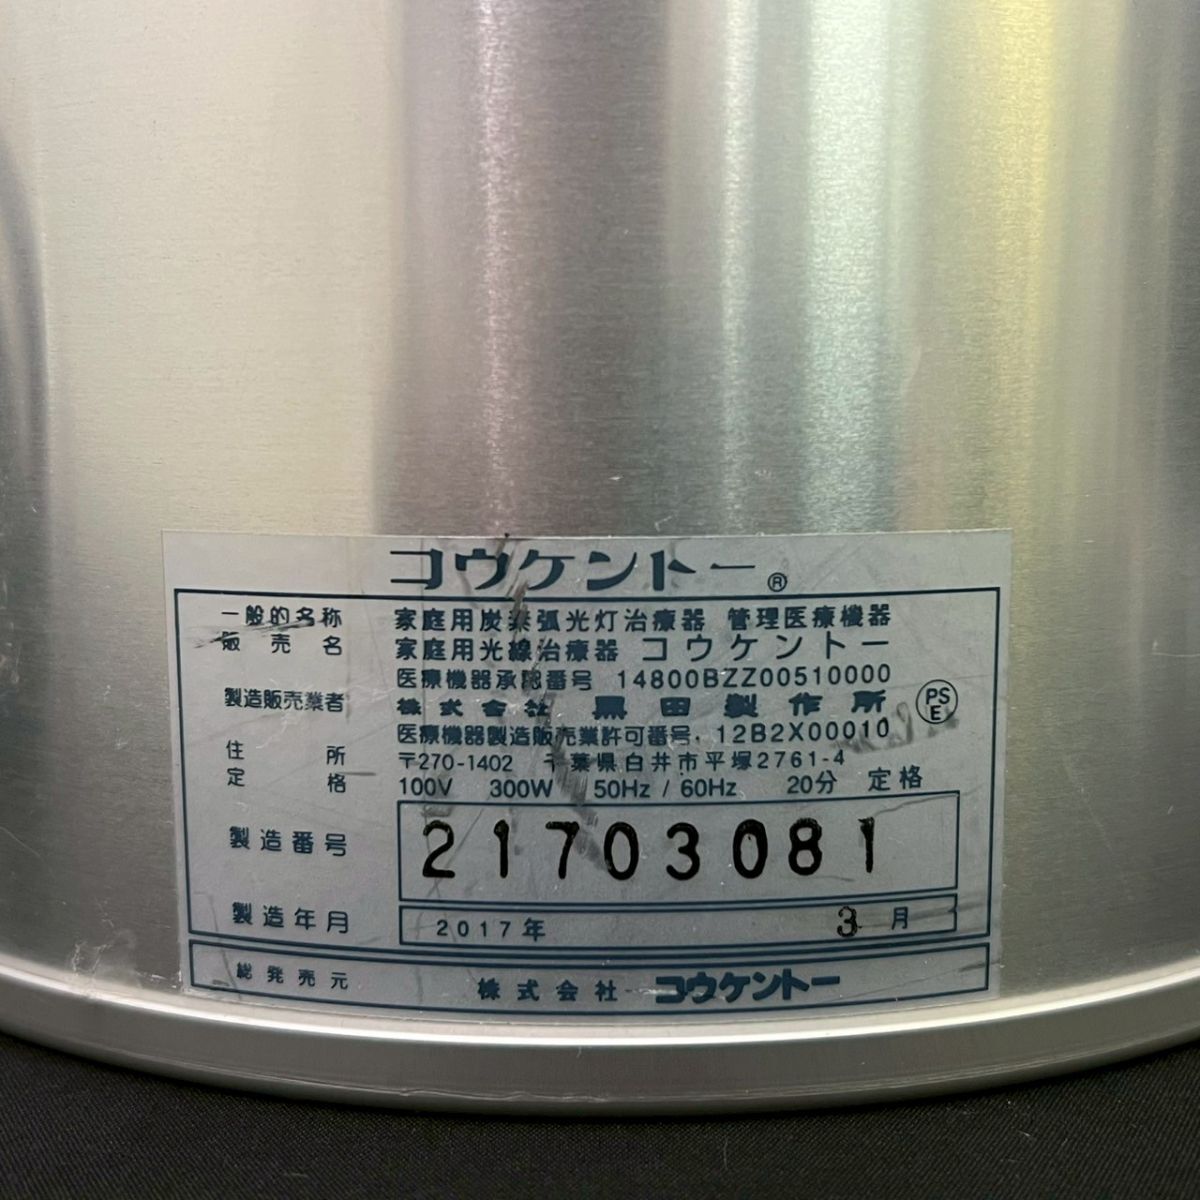 コウケントー®
一般的名称 家庭用炭素弧光灯治療器 管理医療機器
販売名 家庭用光線治療器 コウケントー
医療機器承認番号 14800BZZ00510000
製造販売業者 株式会社 黒田製作所 PSE
医療機器製造販売業許可番号. 12B2X00010
住所 〒270-1402 千葉県白井市平塚2761-4
定格 100V 300W 50Hz / 60Hz 20分 定格
製造番号 21703081
製造年月 2017年 3月
総発売元 株式会社 コウケントー